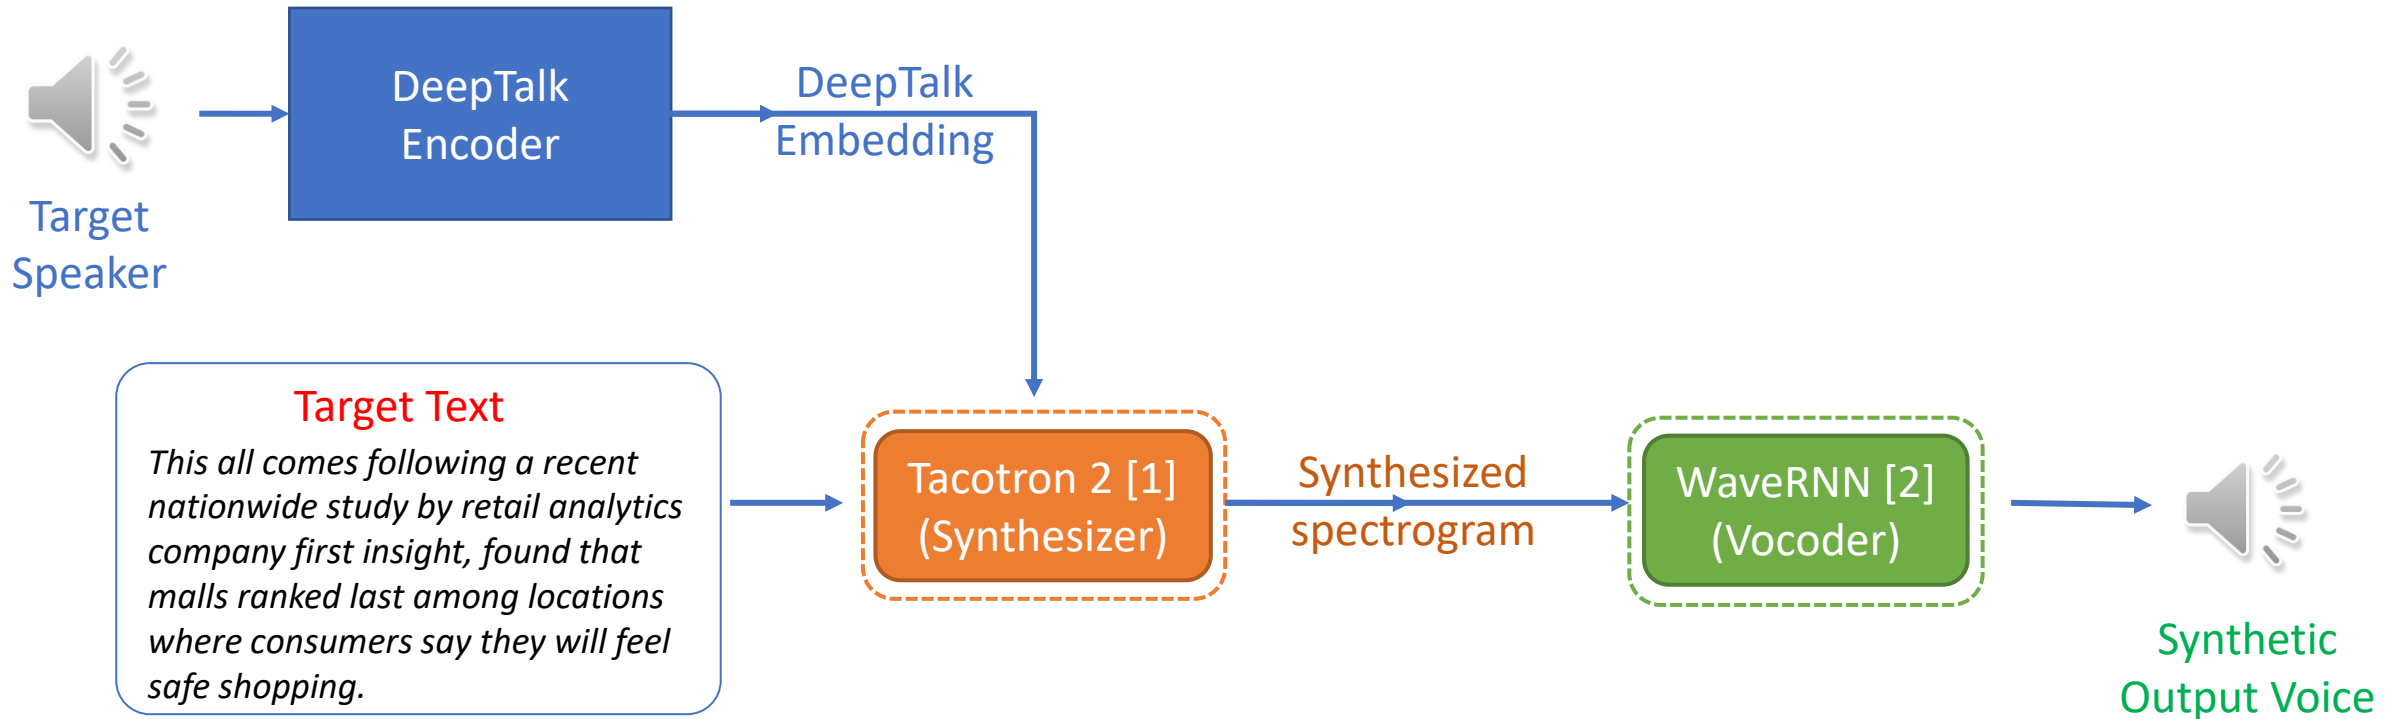 DeepTalk
Encoder
DeepTalk
Embedding
Target
Speaker
Target Text
This all comes following a recent
nationwide study by retail analytics
company first insight, found that
malls ranked last among locations
where consumers say they will feel
safe shopping.
Tacotron 2 [1]
(Synthesizer)
Synthesized
spectrogram
WaveRNN [2]
(Vocoder)
Synthetic
Output Voice